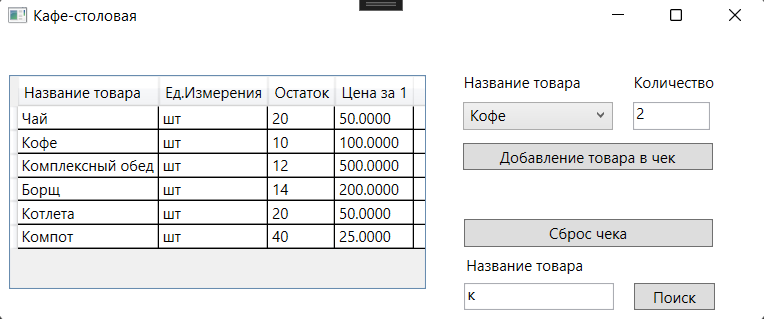 Кафе-столовая
Название товара Ед.Измерения Остаток Цена за 1
Чай шт 20 50.0000
Кофе шт 10 100.0000
Комплексный обед шт 12 500.0000
Борщ шт 14 200.0000
Котлета шт 20 50.0000
Компот шт 40 25.0000
Название товара Количество
Кофе 2
Добавление товара в чек
Сброс чека
Название товара
к Поиск